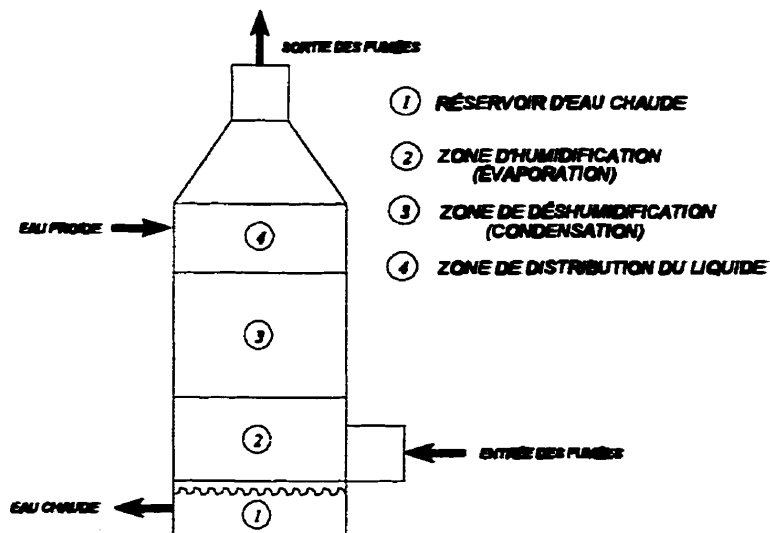 SORTIE DES FUMÉES
1 RÉSERVOIR D'EAU CHAUDE
2 ZONE D'HUMIDIFICATION
(ÉVAPORATION)
EAU FROIDE
3 ZONE DE DÉSHUMIDIFICATION
(CONDENSATION)
4
4 ZONE DE DISTRIBUTION DU LIQUIDE
3
2
ENTRÉE DES FUMÉES
EAU CHAUDE
1